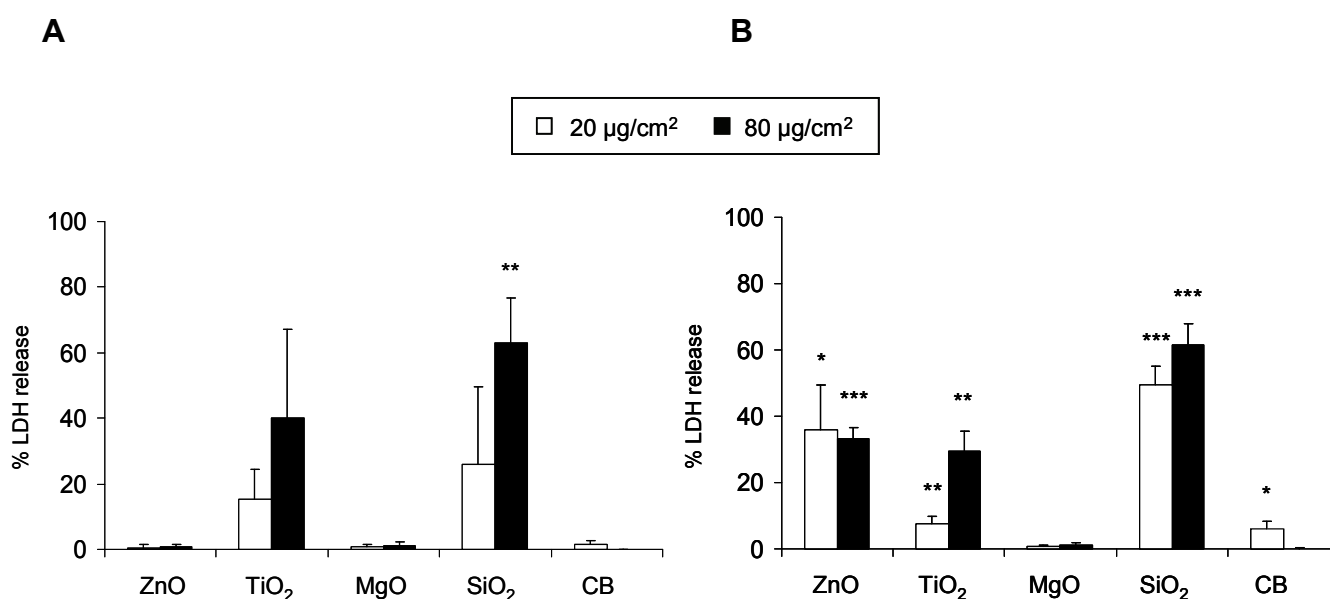 A
B
20 µg/cm²
80 µg/cm²
100
80
60
40
20
0
% LDH release
**
ZnO
TiO₂
MgO
SiO₂
CB
100
80
60
40
20
0
% LDH release
*
***
**
**
***
***
*
ZnO
TiO₂
MgO
SiO₂
CB